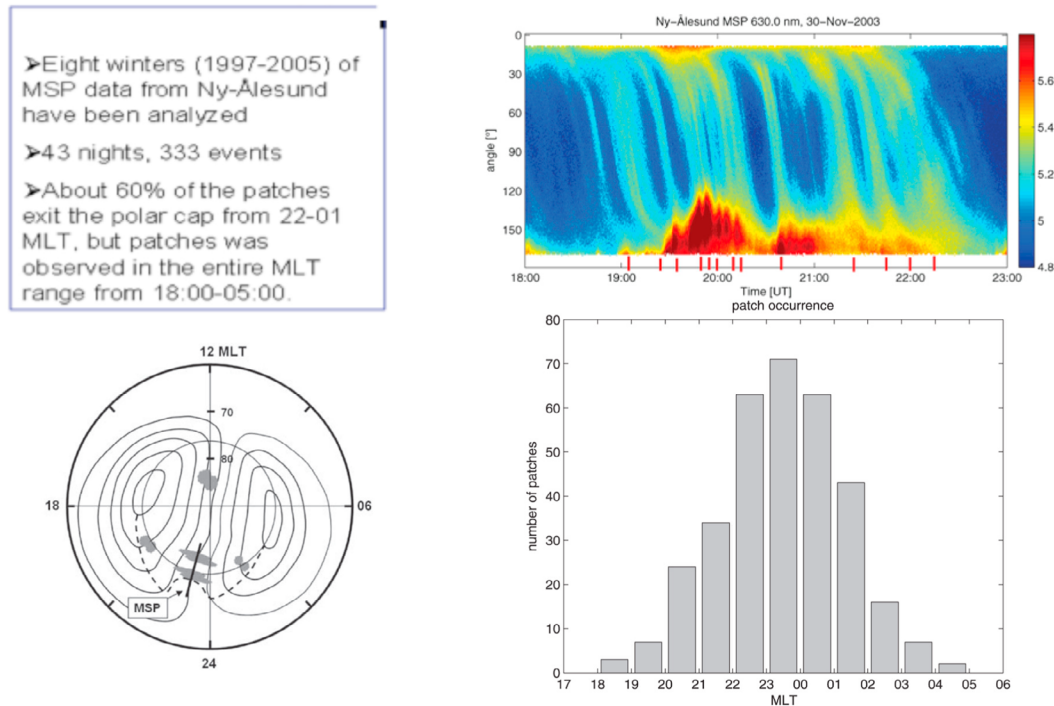 ➢Eight winters (1997-2005) of
MSP data from Ny-Ålesund
have been analyzed
➢43 nights, 333 events
➢About 60% of the patches
exit the polar cap from 22-01
MLT, but patches was
observed in the entire MLT
range from 18:00-05:00.
Ny-Ålesund MSP 630.0 nm, 30-Nov-2003
angle [°]
0
30
60
90
120
150
18:00 19:00 20:00 21:00 22:00 23:00
Time [UT]
5.6
5.4
5.2
5
4.8
12 MLT
70
80
18
06
MSP
24
patch occurrence
number of patches
80
70
60
50
40
30
20
10
0
17 18 19 20 21 22 23 00 01 02 03 04 05 06
MLT